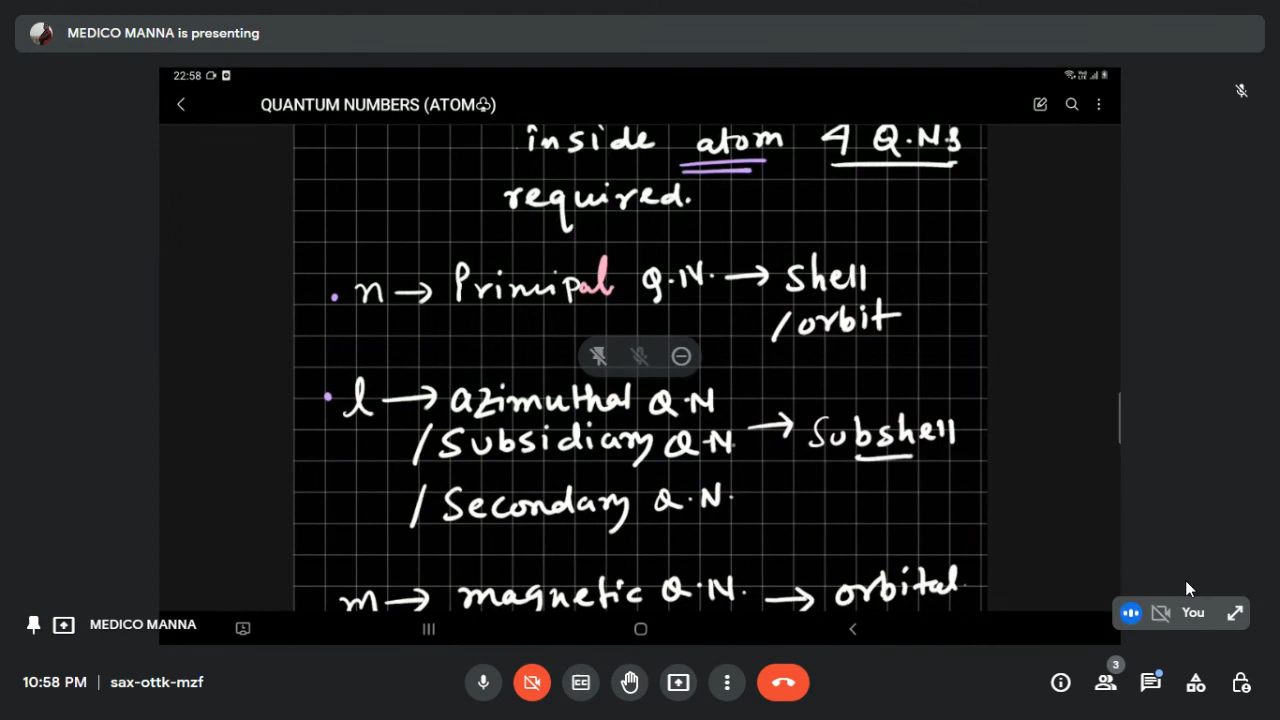 MEDICO MANNA is presenting
22:58
QUANTUM NUMBERS (ATOM♧)
inside atom 4 Q.Ns
required.
n → Principal Q.N. → Shell
/orbit
l → azimuthal Q.N
/Subsidiary Q.N → Subshell
/Secondary Q.N.
m → magnetic Q.N. → orbital
MEDICO MANNA
You
10:58 PM | sax-ottk-mzf
3